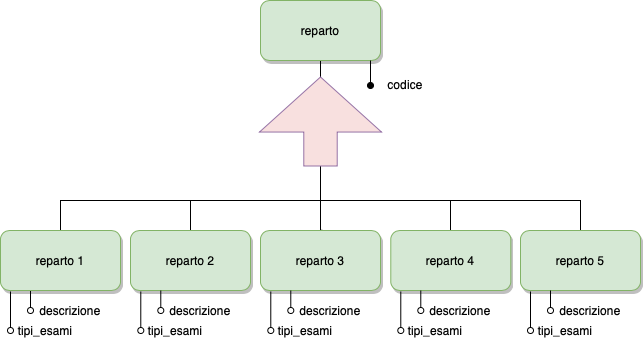 reparto
codice
reparto 1
reparto 2
reparto 3
reparto 4
reparto 5
descrizione
descrizione
descrizione
descrizione
descrizione
tipi_esami
tipi_esami
tipi_esami
tipi_esami
tipi_esami